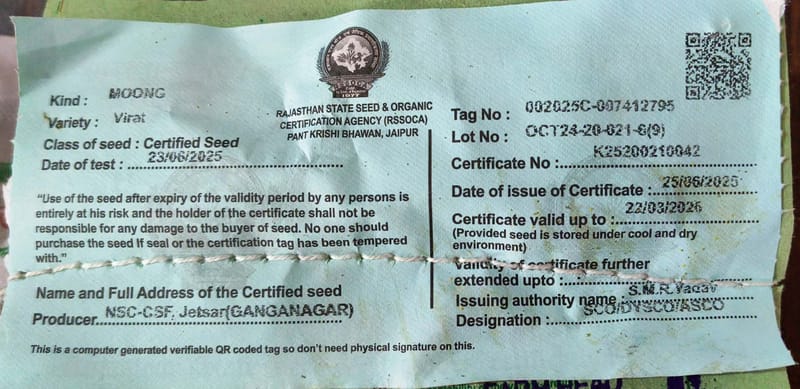 RSSOCA
1977
RAJASTHAN STATE SEED & ORGANIC
CERTIFICATION AGENCY (RSSOCA)
PANT KRISHI BHAWAN, JAIPUR
Kind : MOONG
Variety : Virat
Class of seed : Certified Seed
Date of test : 23/06/2025
"Use of the seed after expiry of the validity period by any persons is
entirely at his risk and the holder of the certificate shall not be
responsible for any damage to the buyer of seed. No one should
purchase the seed If seal or the certification tag has been tempered
with."
Name and Full Address of the Certified seed
Producer. NSC-CSF, Jetsar(GANGANAGAR)
Tag No : 002025C-007412795
Lot No : OCT24-20-021-6(9)
Certificate No : K25200210042
Date of issue of Certificate : 25/06/2025
Certificate valid up to : 22/03/2026
(Provided seed is stored under cool and dry
environment)
Validity of certificate further
extended upto :
Issuing authority name : S.M.R.Yadav
Designation : SCO/DYSCO/ASCO
This is a computer generated verifiable QR coded tag so don't need physical signature on this.